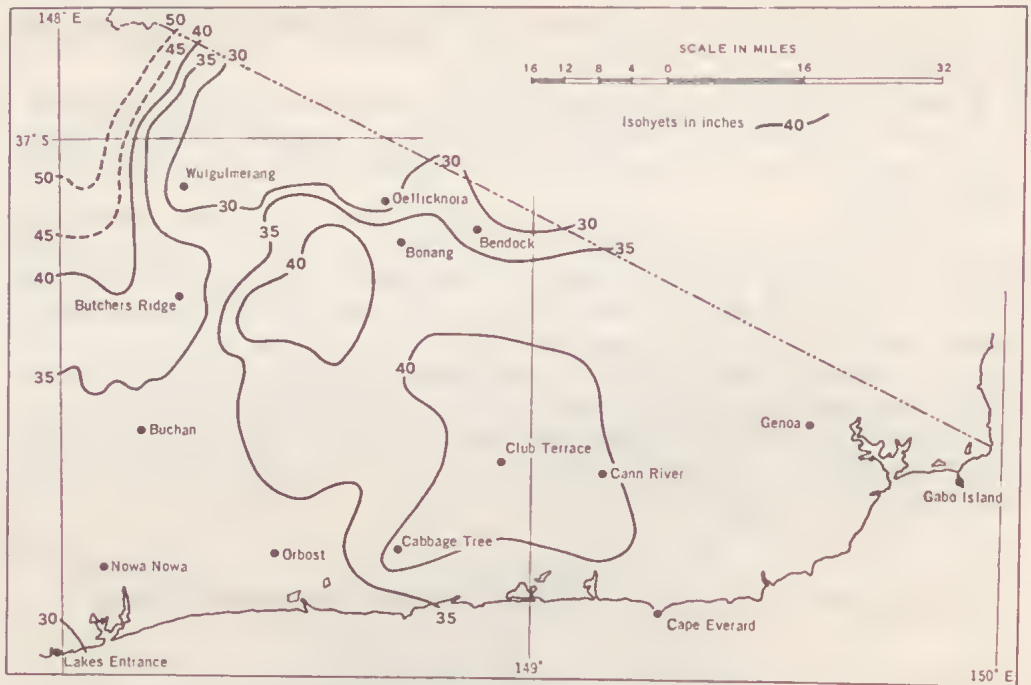 148° E
50
40
45
35
30
SCALE IN MILES
16 12 8 4 0 16 32
Isohyets in inches 40
37° S
30
50
Wulgulmerang
Dellicknora
30
30
45
35
Bendock
35
Bonang
40
40
Butchers Ridge
35
40
Buchan
Genoa
Club Terrace
Cann River
Gabo Island
Cabbage Tree
Orbost
Nowa Nowa
30
35
Cape Everard
Lakes Entrance
149°
150° E